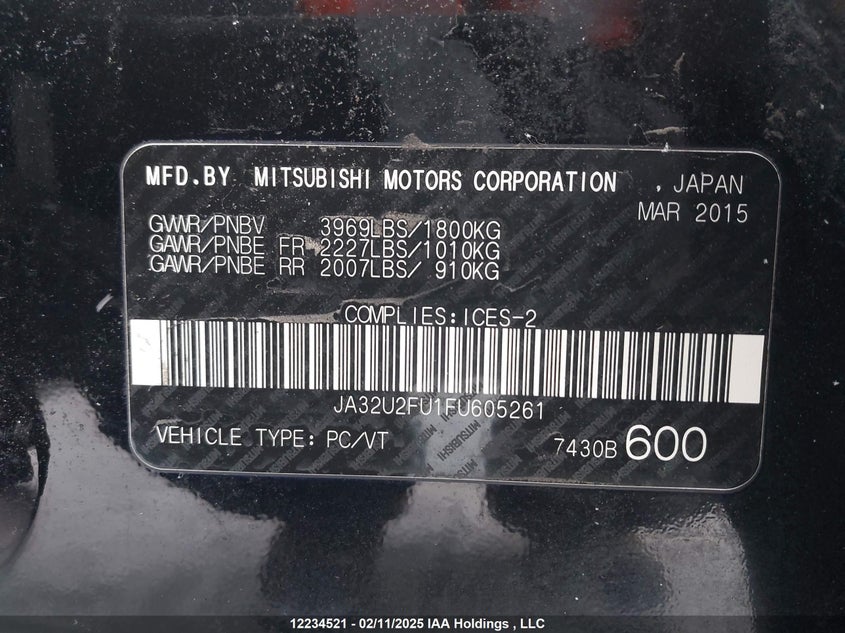 MFD.BY MITSUBISHI MOTORS CORPORATION , JAPAN
MAR 2015
GVWR/PNBV 3969LBS/1800KG
GAWR/PNBE FR 2227LBS/1010KG
GAWR/PNBE RR 2007LBS/ 910KG
COMPLIES:ICES-2
JA32U2FU1FU605261
VEHICLE TYPE: PC/VT 7430B 600
12234521 - 02/11/2025 IAA Holdings , LLC